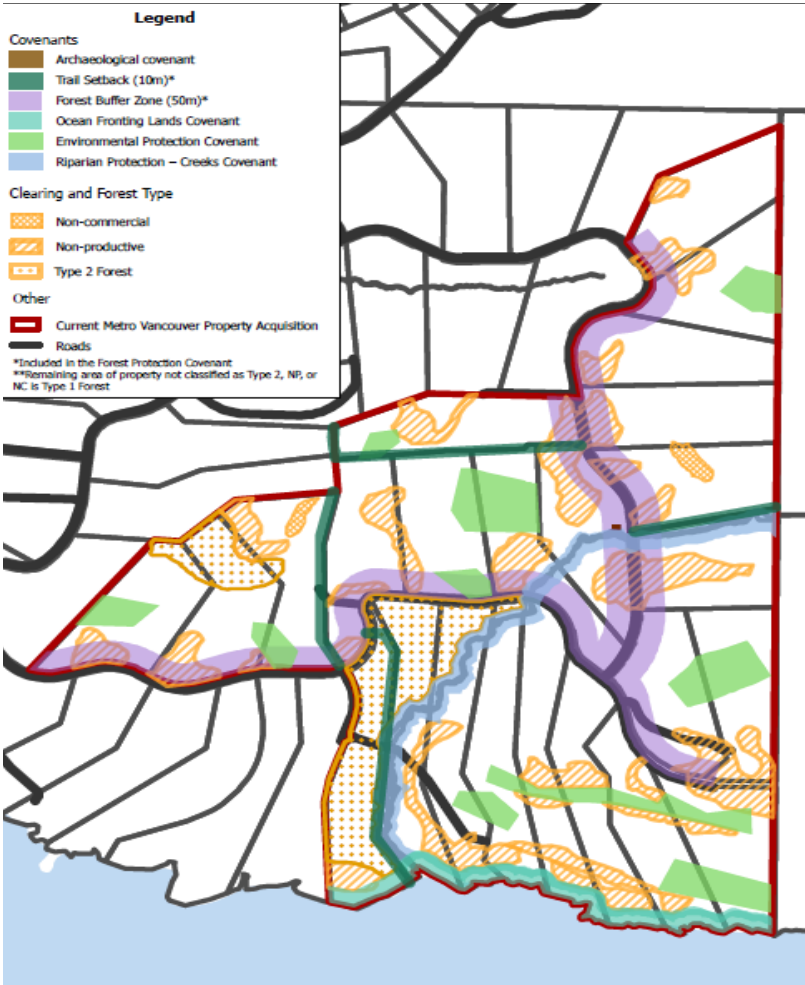 Legend
Covenants
Archaeological covenant
Trail Setback (10m)*
Forest Buffer Zone (50m)*
Ocean Fronting Lands Covenant
Environmental Protection Covenant
Riparian Protection – Creeks Covenant
Clearing and Forest Type
Non-commercial
Non-productive
Type 2 Forest
Other
Current Metro Vancouver Property Acquisition
Roads
*Included in the Forest Protection Covenant
**Remaining area of property not classified as Type 2, NP, or
NC is Type 1 Forest